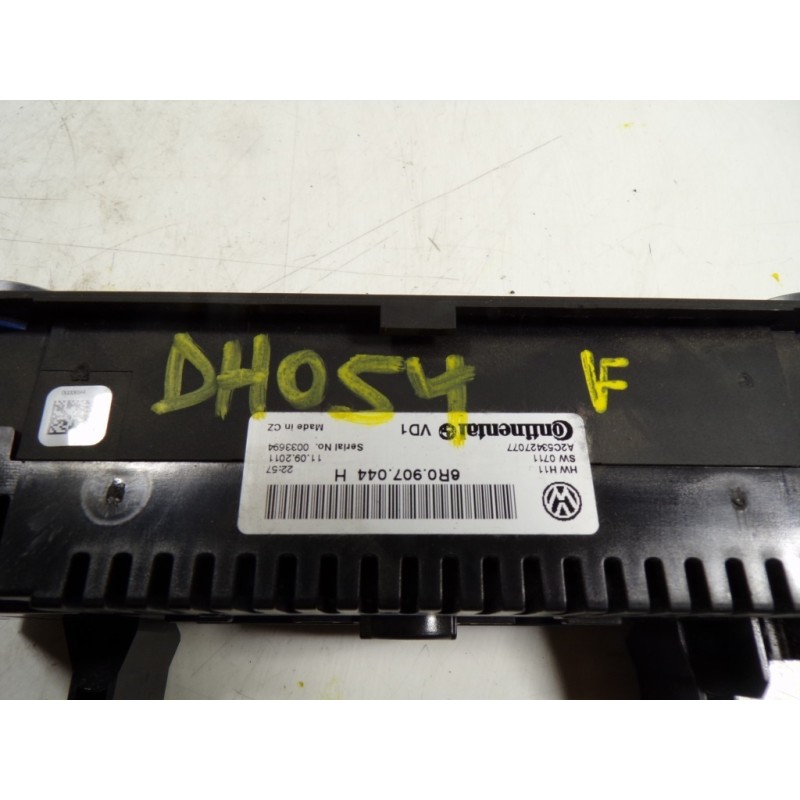 DH054 F
6R0.907.044 H
HW H11 22:57
SW 0711 11.09.2011
A2C53427077 Serial No. 0033694
Continental VD1 Made in CZ